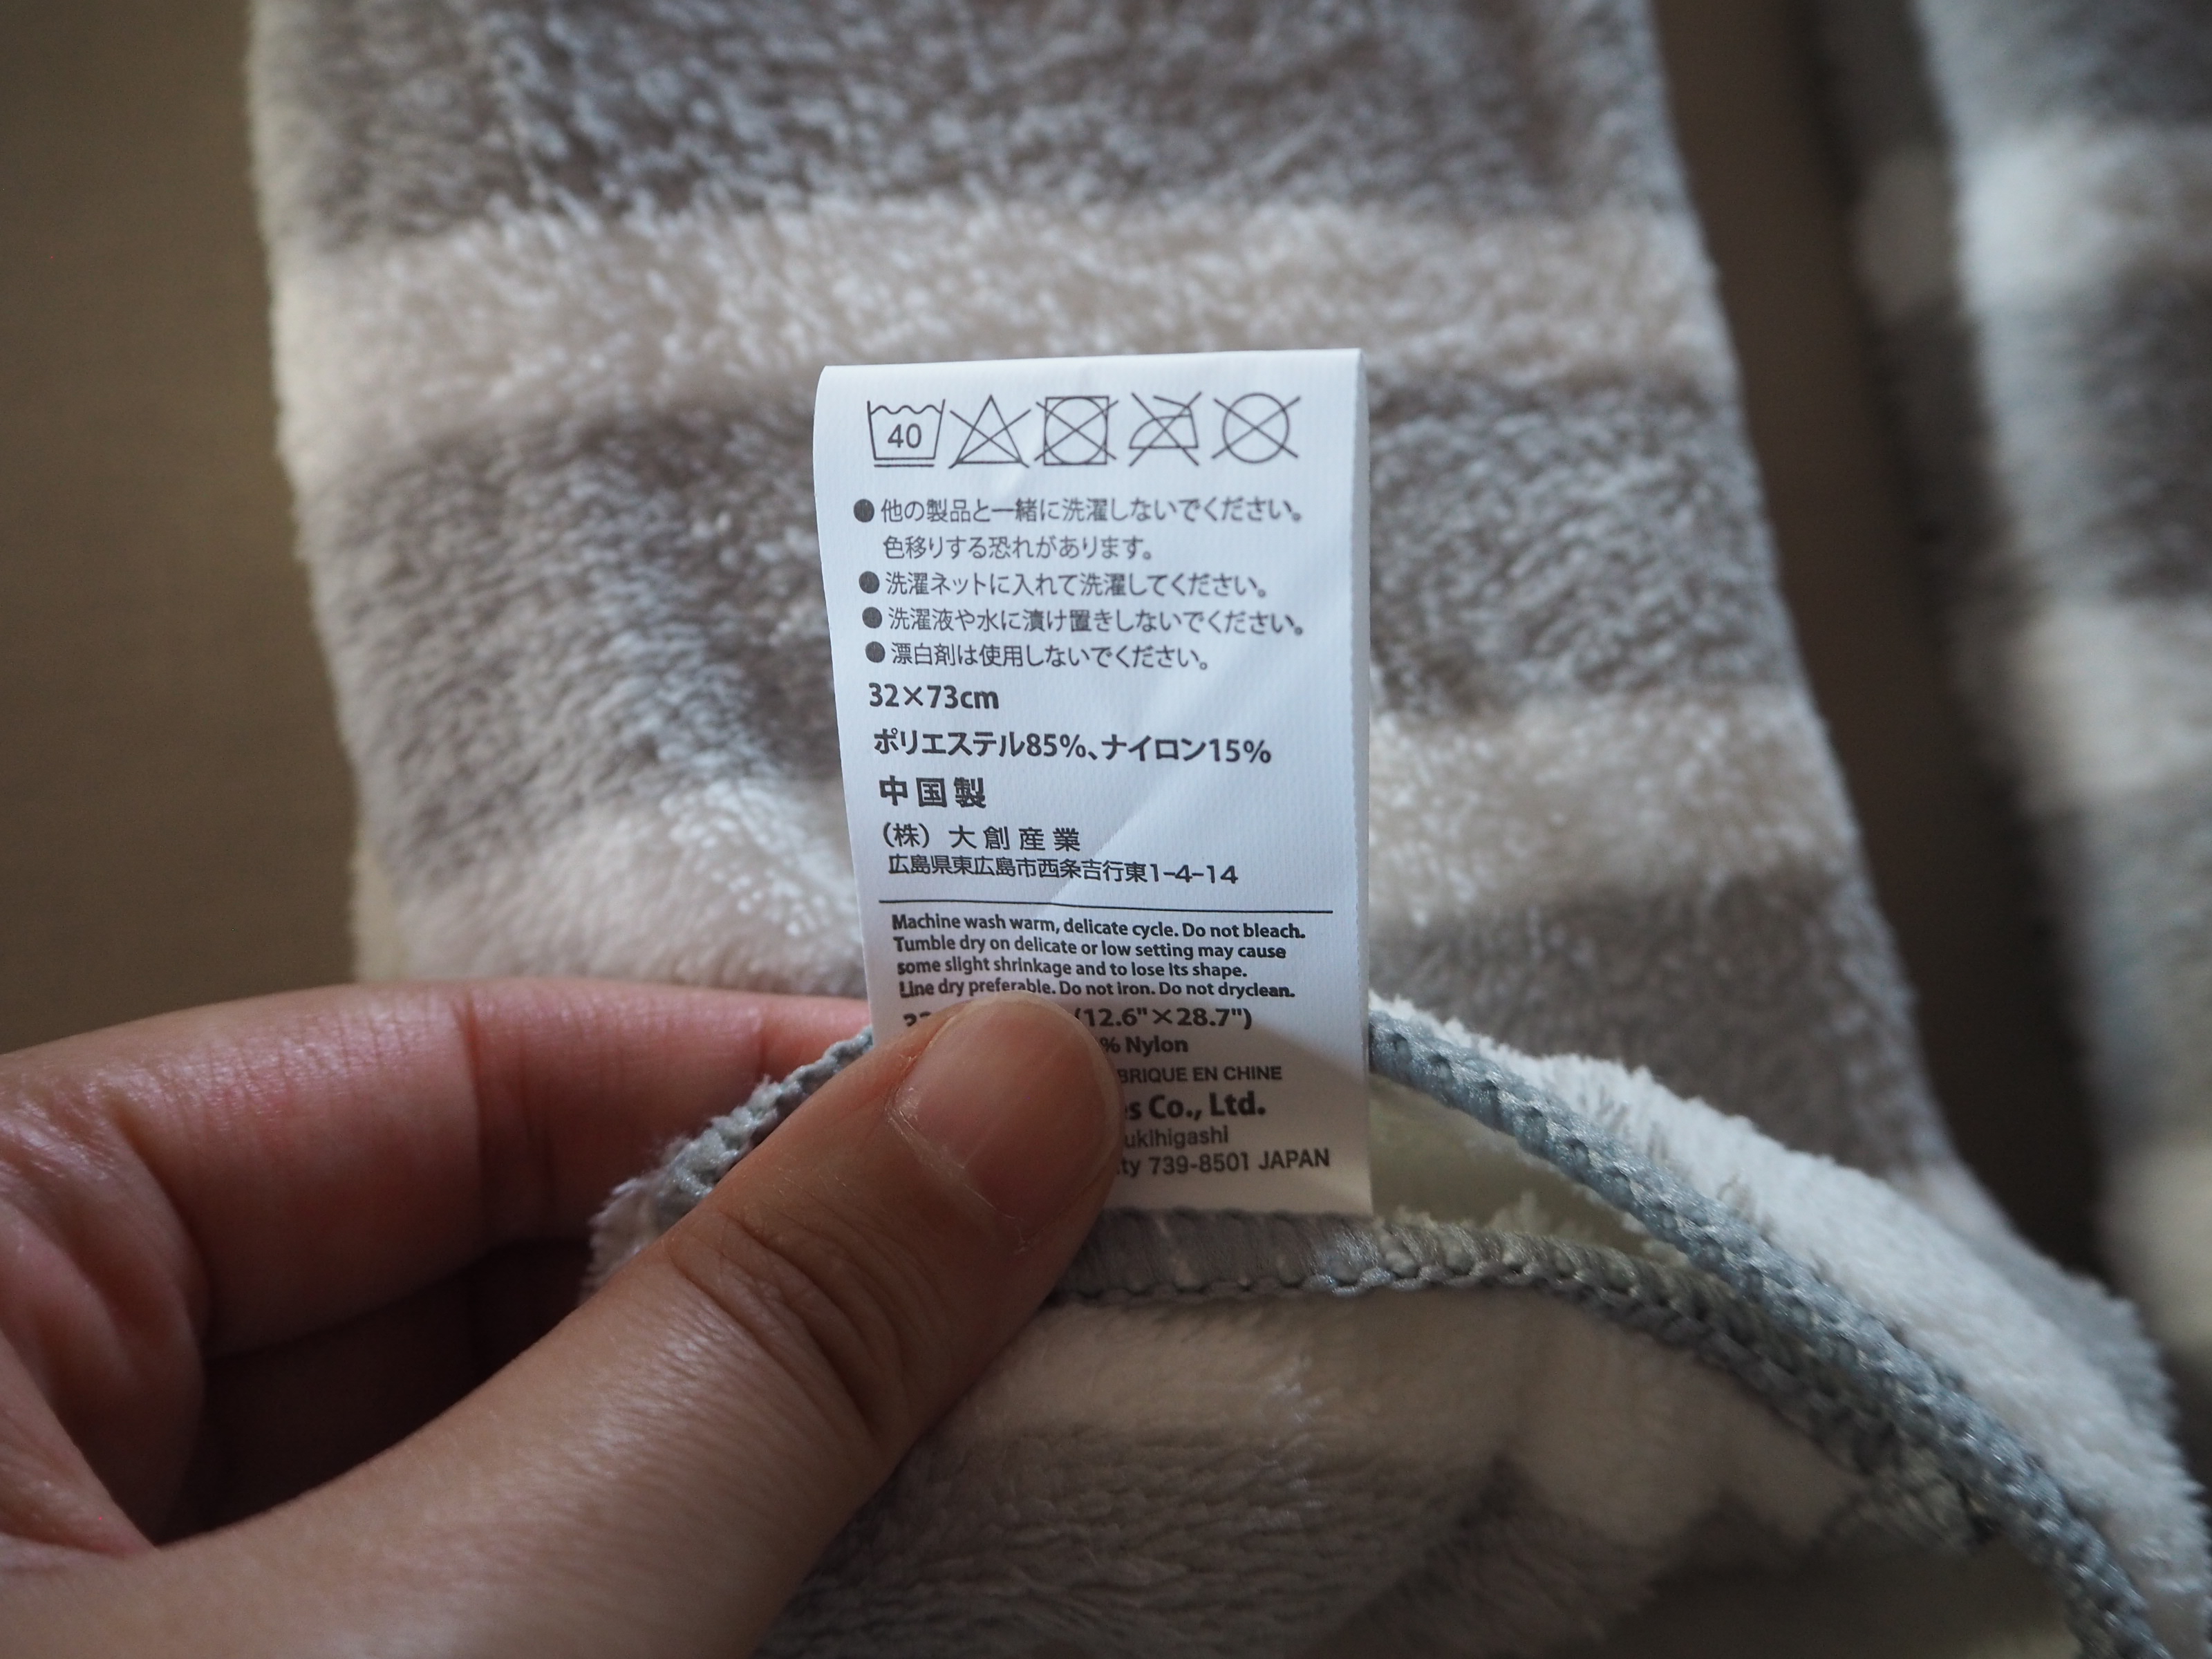 40
●他の製品と一緒に洗濯しないでください。
色移りする恐れがあります。
●洗濯ネットに入れて洗濯してください。
●洗濯液や水に漬け置きしないでください。
●漂白剤は使用しないでください。
32×73cm
ポリエステル85%、ナイロン15%
中国製
(株) 大創産業
広島県東広島市西条吉行東1-4-14
Machine wash warm, delicate cycle. Do not bleach.
Tumble dry on delicate or low setting may cause
some slight shrinkage and to lose its shape.
Line dry preferable. Do not iron. Do not dryclean.
(12.6"×28.7")
% Nylon
EN CHINE
Co., Ltd.
739-8501 JAPAN